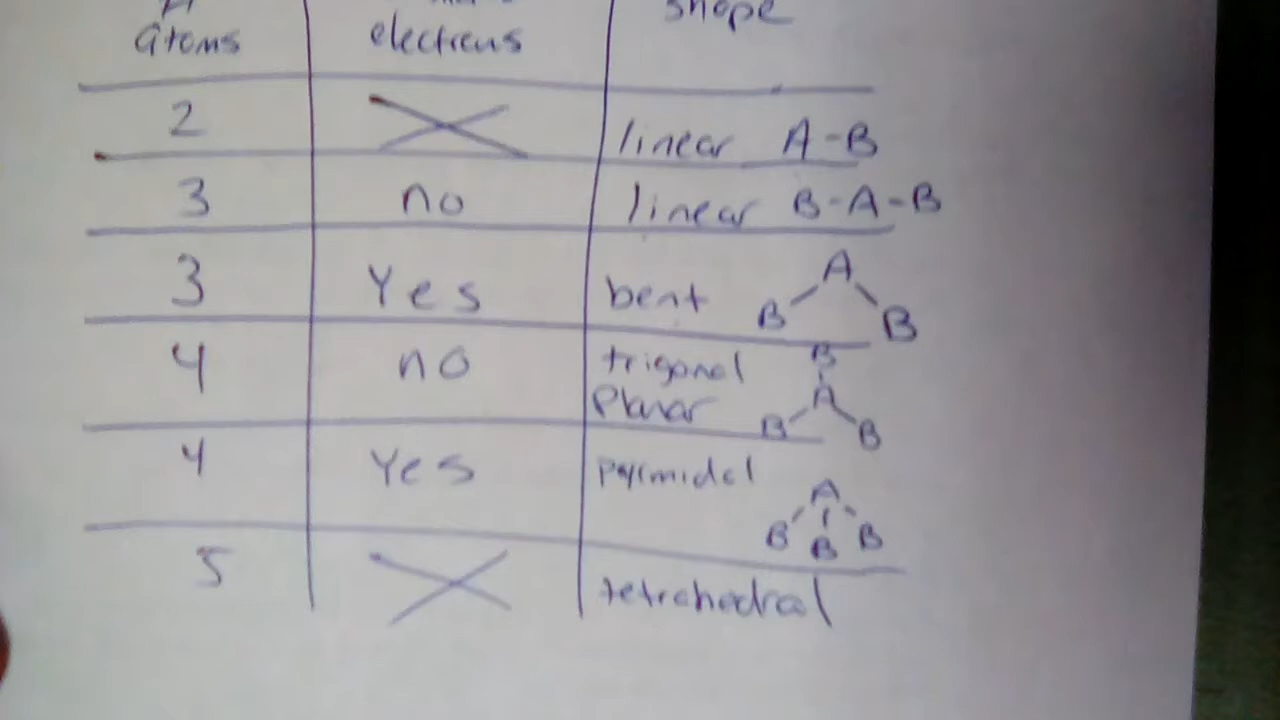 # atoms electrons shape
2 linear A-B
3 no linear B-A-B
3 Yes bent A
B B
4 no trigonal B
Planar A
B B
4 Yes pyrmidal A
B B B
5 tetrahedral